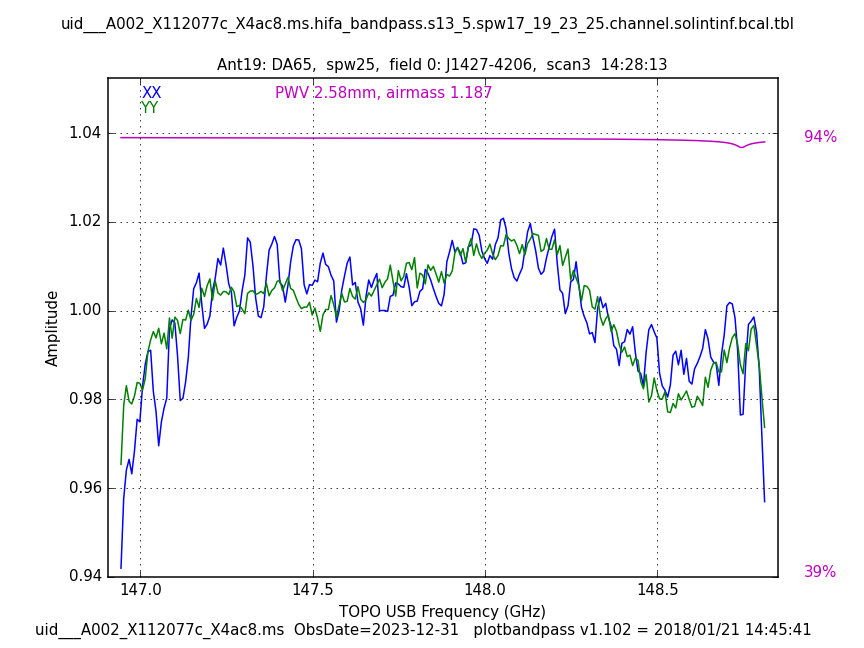 uid___A002_X112077c_X4ac8.ms.hifa_bandpass.s13_5.spw17_19_23_25.channel.solintinf.bcal.tbl
Ant19: DA65,  spw25,  field 0: J1427-4206,  scan3  14:28:13
XX
PWV 2.58mm, airmass 1.187
YY
1.04
94%
1.02
1.00
Amplitude
0.98
0.96
0.94
39%
147.0 147.5 148.0 148.5
TOPO USB Frequency (GHz)
uid___A002_X112077c_X4ac8.ms  ObsDate=2023-12-31   plotbandpass v1.102 = 2018/01/21 14:45:41